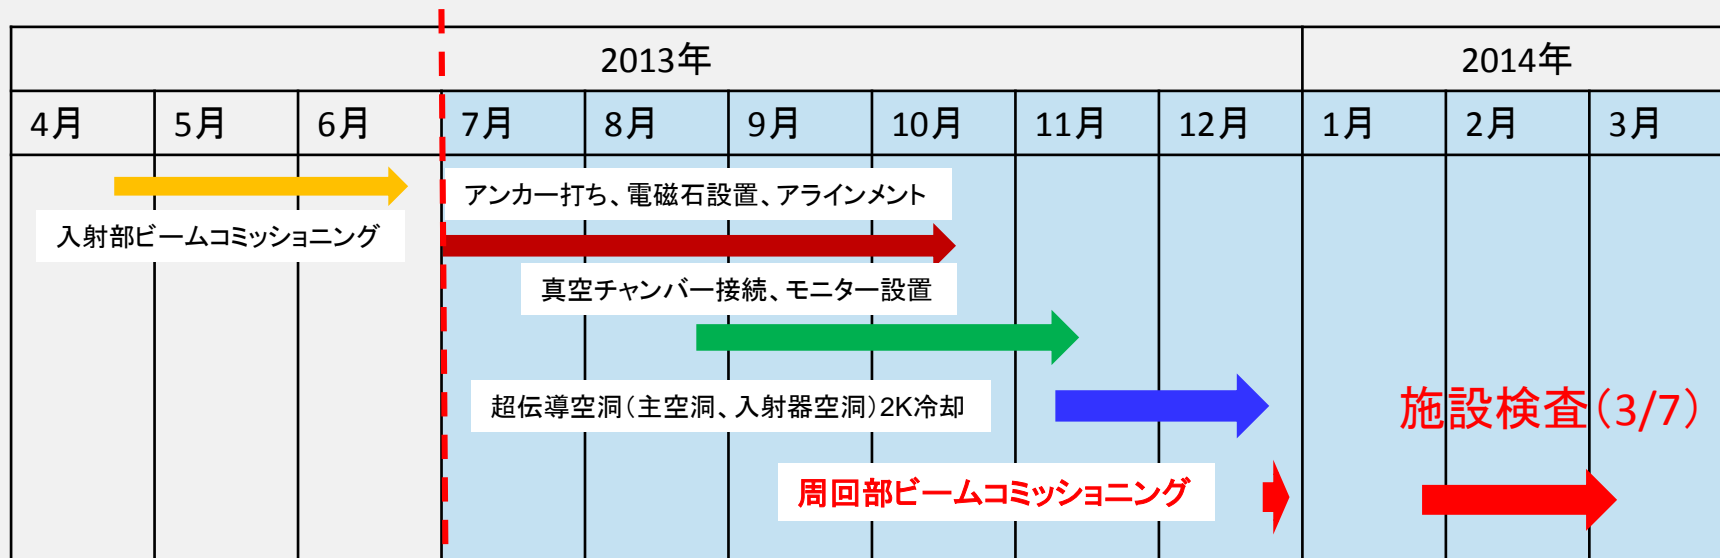 2013年
2014年
4月
5月
6月
7月
8月
9月
10月
11月
12月
1月
2月
3月
アンカー打ち、電磁石設置、アラインメント
入射部ビームコミッショニング
真空チャンバー接続、モニター設置
超伝導空洞(主空洞、入射器空洞)2K冷却
施設検査(3/7)
周回部ビームコミッショニング